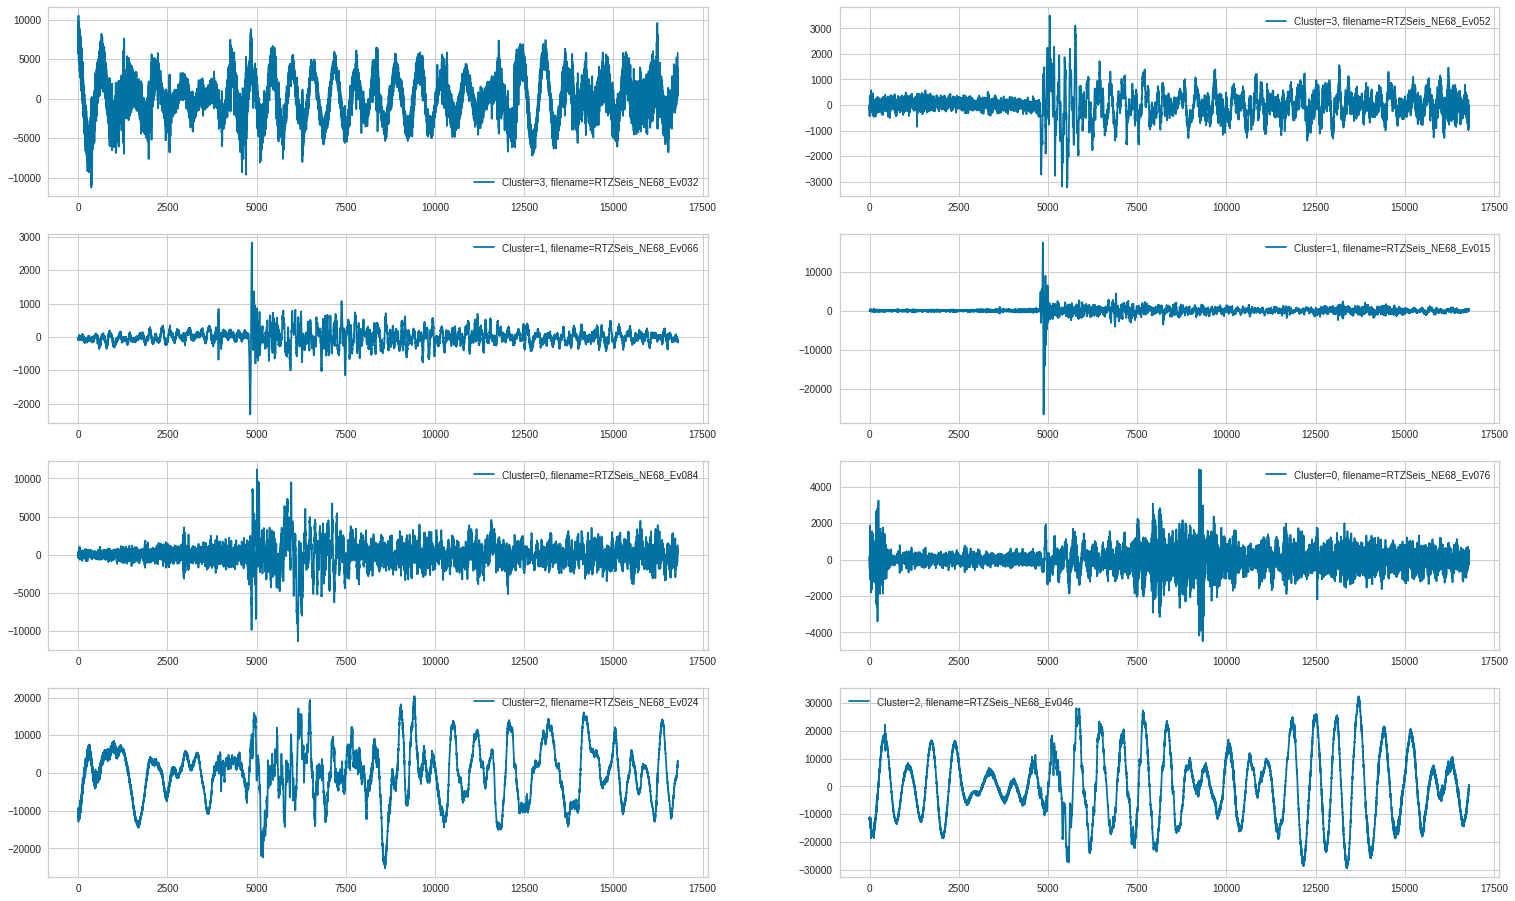 10000
5000
0
−5000
−10000
Cluster=3, filename=RTZSeis_NE68_Ev032
0 2500 5000 7500 10000 12500 15000 17500
3000
2000
1000
0
−1000
−2000
−3000
Cluster=3, filename=RTZSeis_NE68_Ev052
0 2500 5000 7500 10000 12500 15000 17500
3000
2000
1000
0
−1000
−2000
Cluster=1, filename=RTZSeis_NE68_Ev066
0 2500 5000 7500 10000 12500 15000 17500
10000
0
−10000
−20000
Cluster=1, filename=RTZSeis_NE68_Ev015
0 2500 5000 7500 10000 12500 15000 17500
10000
5000
0
−5000
−10000
Cluster=0, filename=RTZSeis_NE68_Ev084
0 2500 5000 7500 10000 12500 15000 17500
4000
2000
0
−2000
−4000
Cluster=0, filename=RTZSeis_NE68_Ev076
0 2500 5000 7500 10000 12500 15000 17500
20000
10000
0
−10000
−20000
Cluster=2, filename=RTZSeis_NE68_Ev024
0 2500 5000 7500 10000 12500 15000 17500
30000
20000
10000
0
−10000
−20000
−30000
Cluster=2, filename=RTZSeis_NE68_Ev046
0 2500 5000 7500 10000 12500 15000 17500